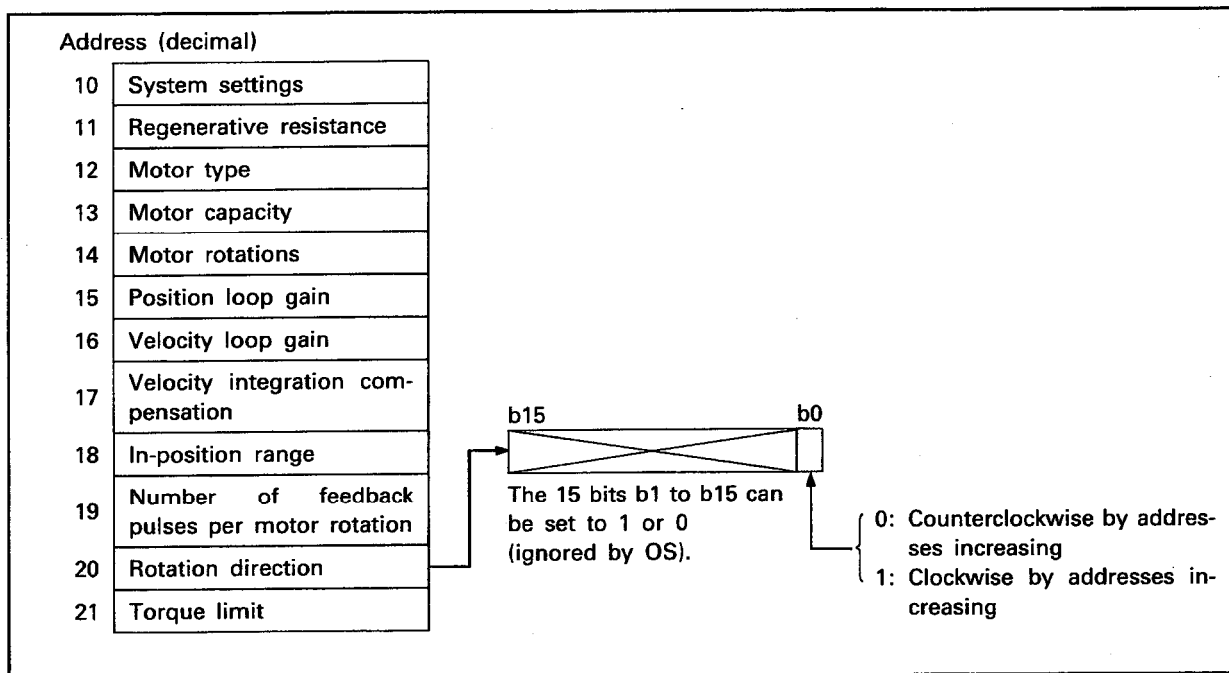 Address (decimal)
10 System settings
11 Regenerative resistance
12 Motor type
13 Motor capacity
14 Motor rotations
15 Position loop gain
16 Velocity loop gain
17 Velocity integration com-
pensation
18 In-position range
19 Number of feedback
pulses per motor rotation
20 Rotation direction
21 Torque limit
b15 b0
The 15 bits b1 to b15 can
be set to 1 or 0
(ignored by OS).
0: Counterclockwise by addres-
ses increasing
1: Clockwise by addresses in-
creasing